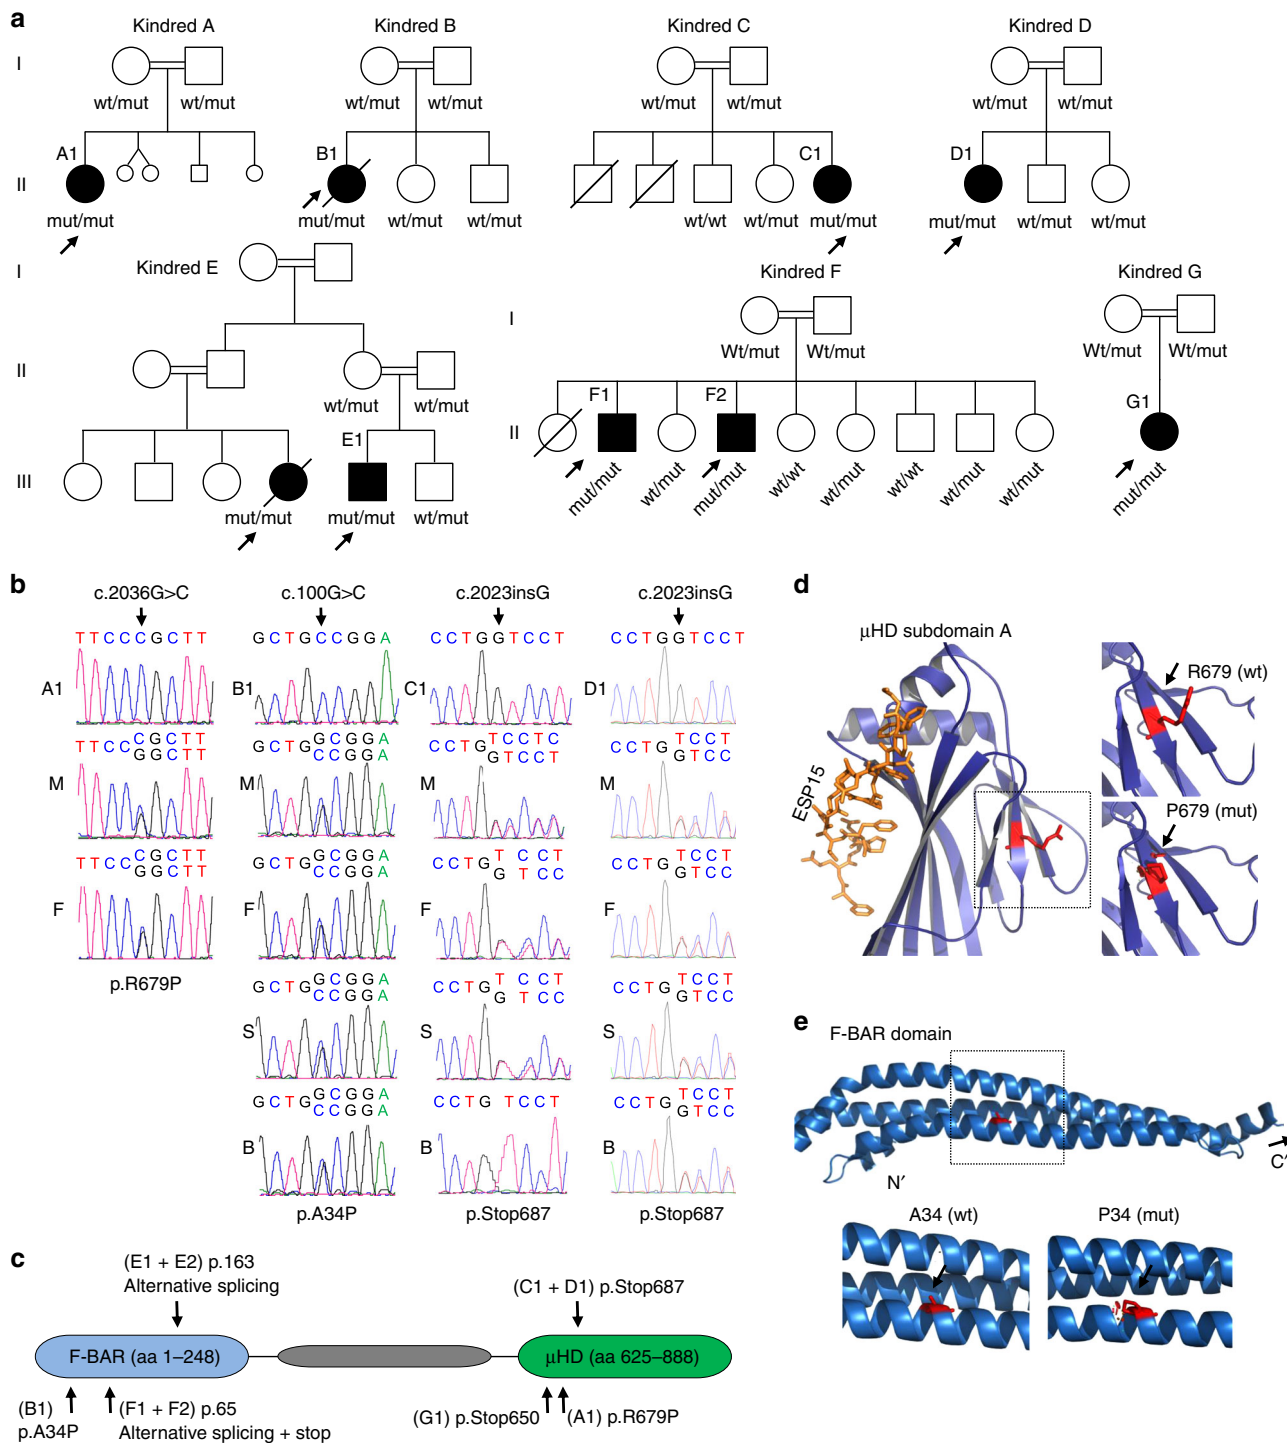 a
Kindred A
Kindred B
Kindred C
Kindred D
I
wt/mut wt/mut
wt/mut wt/mut
wt/mut wt/mut
wt/mut wt/mut
A1
B1
C1
D1
II
mut/mut
mut/mut wt/mut wt/mut
wt/wt wt/mut mut/mut
mut/mut wt/mut wt/mut
I
Kindred E
Kindred F
Kindred G
I
Wt/mut Wt/mut
Wt/mut Wt/mut
II
wt/mut wt/mut
F1
F2
G1
E1
II
III
mut/mut
mut/mut wt/mut
mut/mut
wt/mut
mut/mut
wt/wt
wt/mut
wt/wt
wt/mut
wt/mut
mut/mut
b
c.2036G>C
c.100G>C
c.2023insG
c.2023insG
T T C C C G C T T
G C T G C C G G A
C C T G G T C C T
C C T G G T C C T
A1
B1
C1
D1
T T C C C G C T T
G G C T T
G C T G G C G G A
C C G G A
C C T G T C C T C
G T C C T
C C T G T C C T
G T C C
M
M
M
M
T T C C C G C T T
G G C T T
G C T G G C G G A
C C G G A
C C T G T C C T
G T C C
C C T G T C C T
G T C C
F
F
F
F
p.R679P
G C T G G C G G A
C C G G A
C C T G T C C T
G T C C
C C T G T C C T
G T C C
S
S
S
G C T G G C G G A
C C G G A
C C T G T C C T
C C T G T C C T
G T C C
B
B
B
p.A34P
p.Stop687
p.Stop687
c
(E1 + E2) p.163
Alternative splicing
(C1 + D1) p.Stop687
F-BAR (aa 1–248)
μHD (aa 625–888)
(B1)
p.A34P
(F1 + F2) p.65
Alternative splicing + stop
(G1) p.Stop650
(A1) p.R679P
d
μHD subdomain A
ESP15
R679 (wt)
P679 (mut)
e
F-BAR domain
N′
C′
A34 (wt)
P34 (mut)